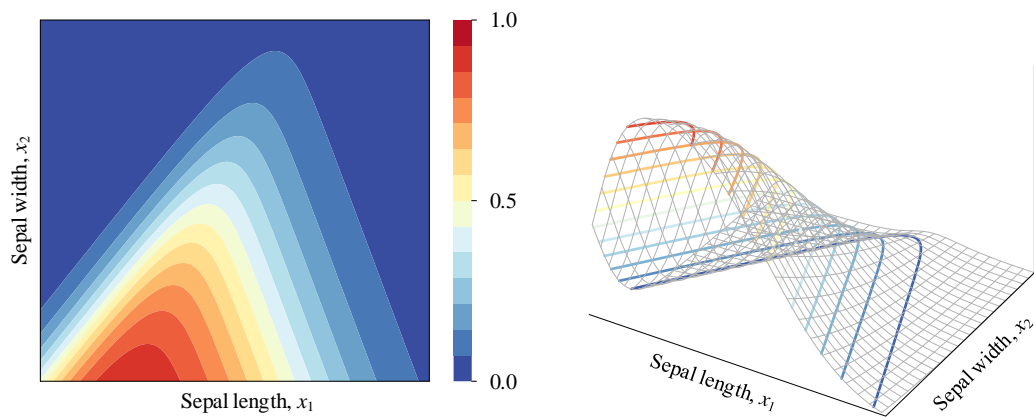 1.0
Sepal width, x2
0.5
0.0
Sepal length, x1
Sepal length, x1
Sepal width, x2